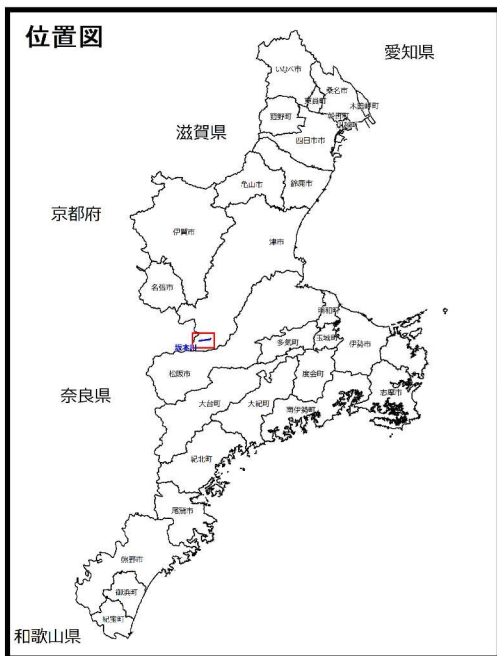 位置図
愛知県
いなべ市
桑名市
東員町
木曽岬町
菰野町
朝日町
川越町
四日市市
滋賀県
亀山市
鈴鹿市
京都府
伊賀市
津市
名張市
明和町
多気町
玉城町
伊勢市
松阪市
度会町
奈良県
志摩市
大台町
大紀町
南伊勢町
紀北町
尾鷲市
熊野市
御浜町
紀宝町
和歌山県